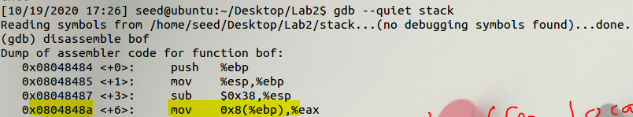 [10/19/2020 17:26] seed@ubuntu:~/Desktop/Lab2$ gdb --quiet stack
Reading symbols from /home/seed/Desktop/Lab2/stack...(no debugging symbols found)...done.
(gdb) disassemble bof
Dump of assembler code for function bof:
0x08048484 <+0>: push %ebp
0x08048485 <+1>: mov %esp,%ebp
0x08048487 <+3>: sub $0x38,%esp
0x0804848a <+6>: mov 0x8(%ebp),%eax